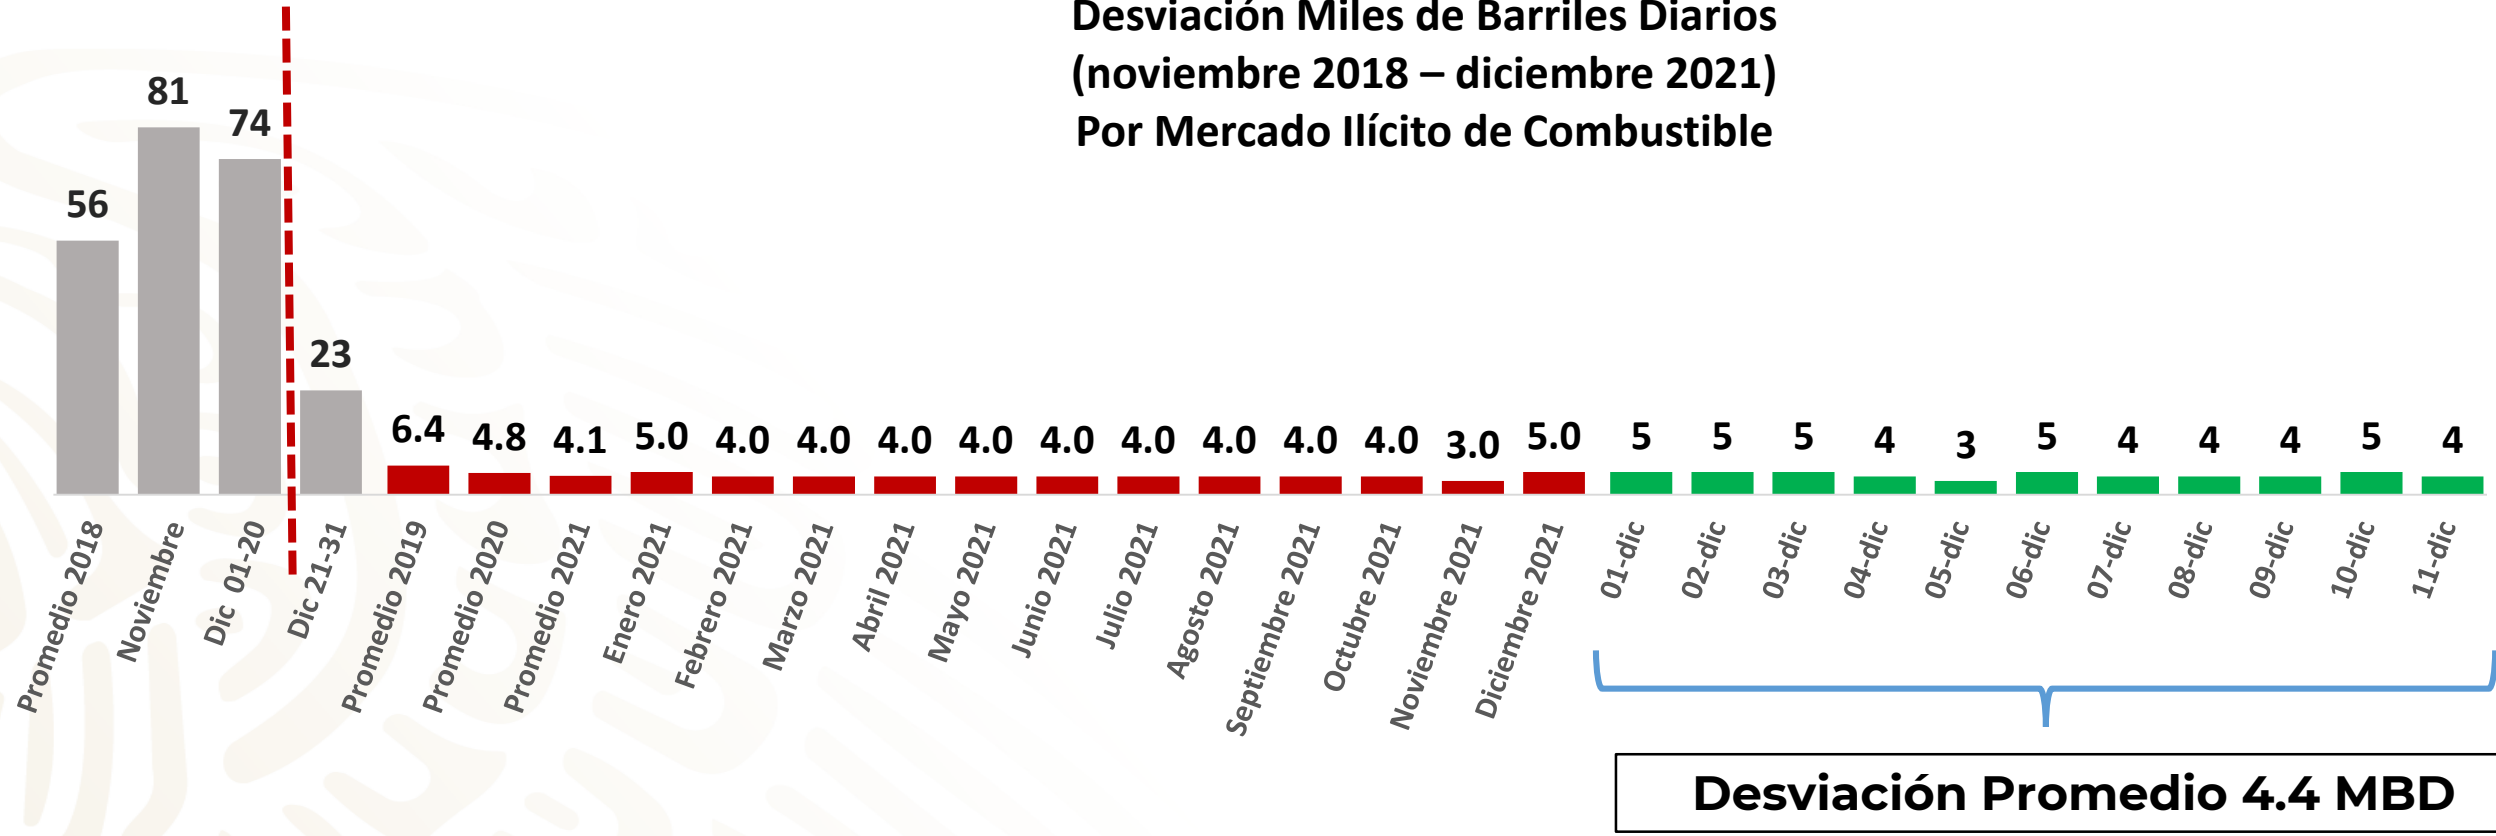 Desviación Miles de Barriles Diarios
(noviembre 2018 – diciembre 2021)
Por Mercado Ilícito de Combustible
56
81
74
23
6.4
4.8
4.1
5.0
4.0
4.0
4.0
4.0
4.0
4.0
4.0
4.0
4.0
3.0
5.0
5
5
5
4
3
5
4
4
4
5
4
Promedio 2018
Noviembre
Dic 01-20
Dic 21-31
Promedio 2019
Promedio 2020
Promedio 2021
Enero 2021
Febrero 2021
Marzo 2021
Abril 2021
Mayo 2021
Junio 2021
Julio 2021
Agosto 2021
Septiembre 2021
Octubre 2021
Noviembre 2021
Diciembre 2021
01-dic
02-dic
03-dic
04-dic
05-dic
06-dic
07-dic
08-dic
09-dic
10-dic
11-dic
Desviación Promedio 4.4 MBD